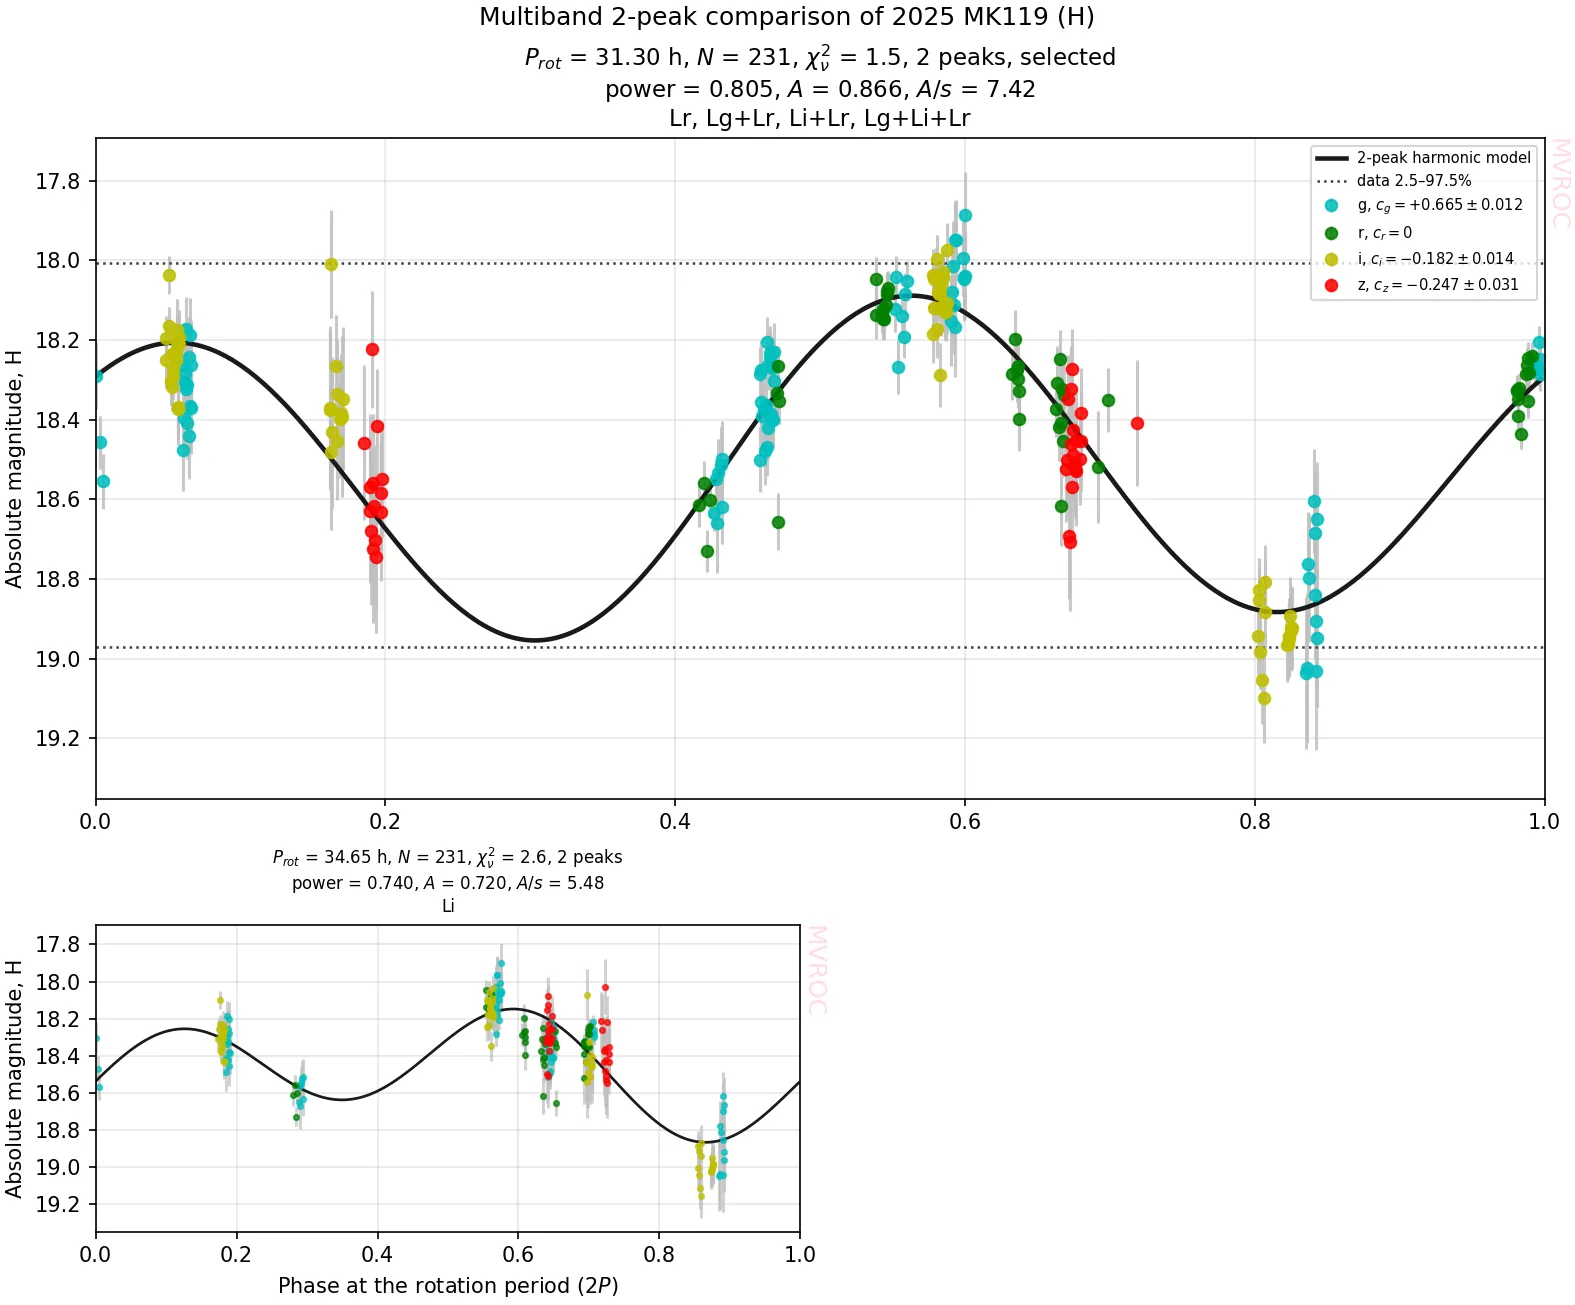 Multiband 2-peak comparison of 2025 MK119 (H)
P_rot = 31.30 h, N = 231, χ²_ν = 1.5, 2 peaks, selected
power = 0.805, A = 0.866, A/s = 7.42
Lr, Lg+Lr, Li+Lr, Lg+Li+Lr
MVROC
2-peak harmonic model
data 2.5–97.5%
g, c_g = +0.665 ± 0.012
r, c_r = 0
i, c_i = −0.182 ± 0.014
z, c_z = −0.247 ± 0.031
Absolute magnitude, H
17.8
18.0
18.2
18.4
18.6
18.8
19.0
19.2
0.0 0.2 0.4 0.6 0.8 1.0
P_rot = 34.65 h, N = 231, χ²_ν = 2.6, 2 peaks
power = 0.740, A = 0.720, A/s = 5.48
Li
MVROC
Absolute magnitude, H
17.8
18.0
18.2
18.4
18.6
18.8
19.0
19.2
0.0 0.2 0.4 0.6 0.8 1.0
Phase at the rotation period (2P)